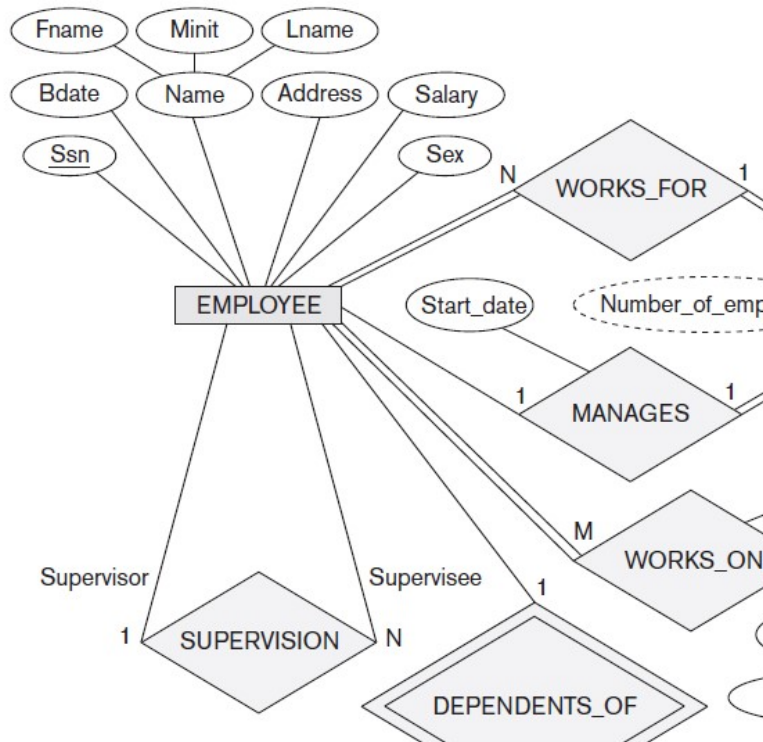 Fname Minit Lname
Bdate Name Address Salary
Ssn Sex
N WORKS_FOR 1
EMPLOYEE Start_date Number_of_emp
1 MANAGES 1
M
WORKS_ON
Supervisor Supervisee 1
1 SUPERVISION N
DEPENDENTS_OF